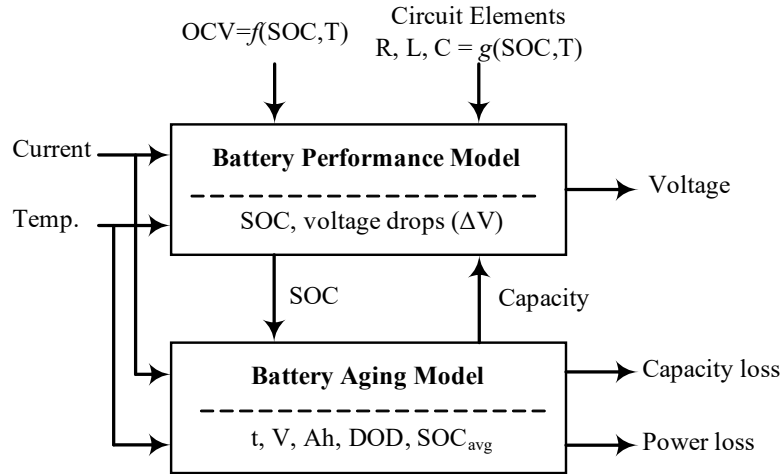 OCV=f(SOC,T)
Circuit Elements
R, L, C = g(SOC,T)
Current
Battery Performance Model
Voltage
Temp.
SOC, voltage drops (ΔV)
SOC
Capacity
Battery Aging Model
Capacity loss
t, V, Ah, DOD, SOCavg
Power loss